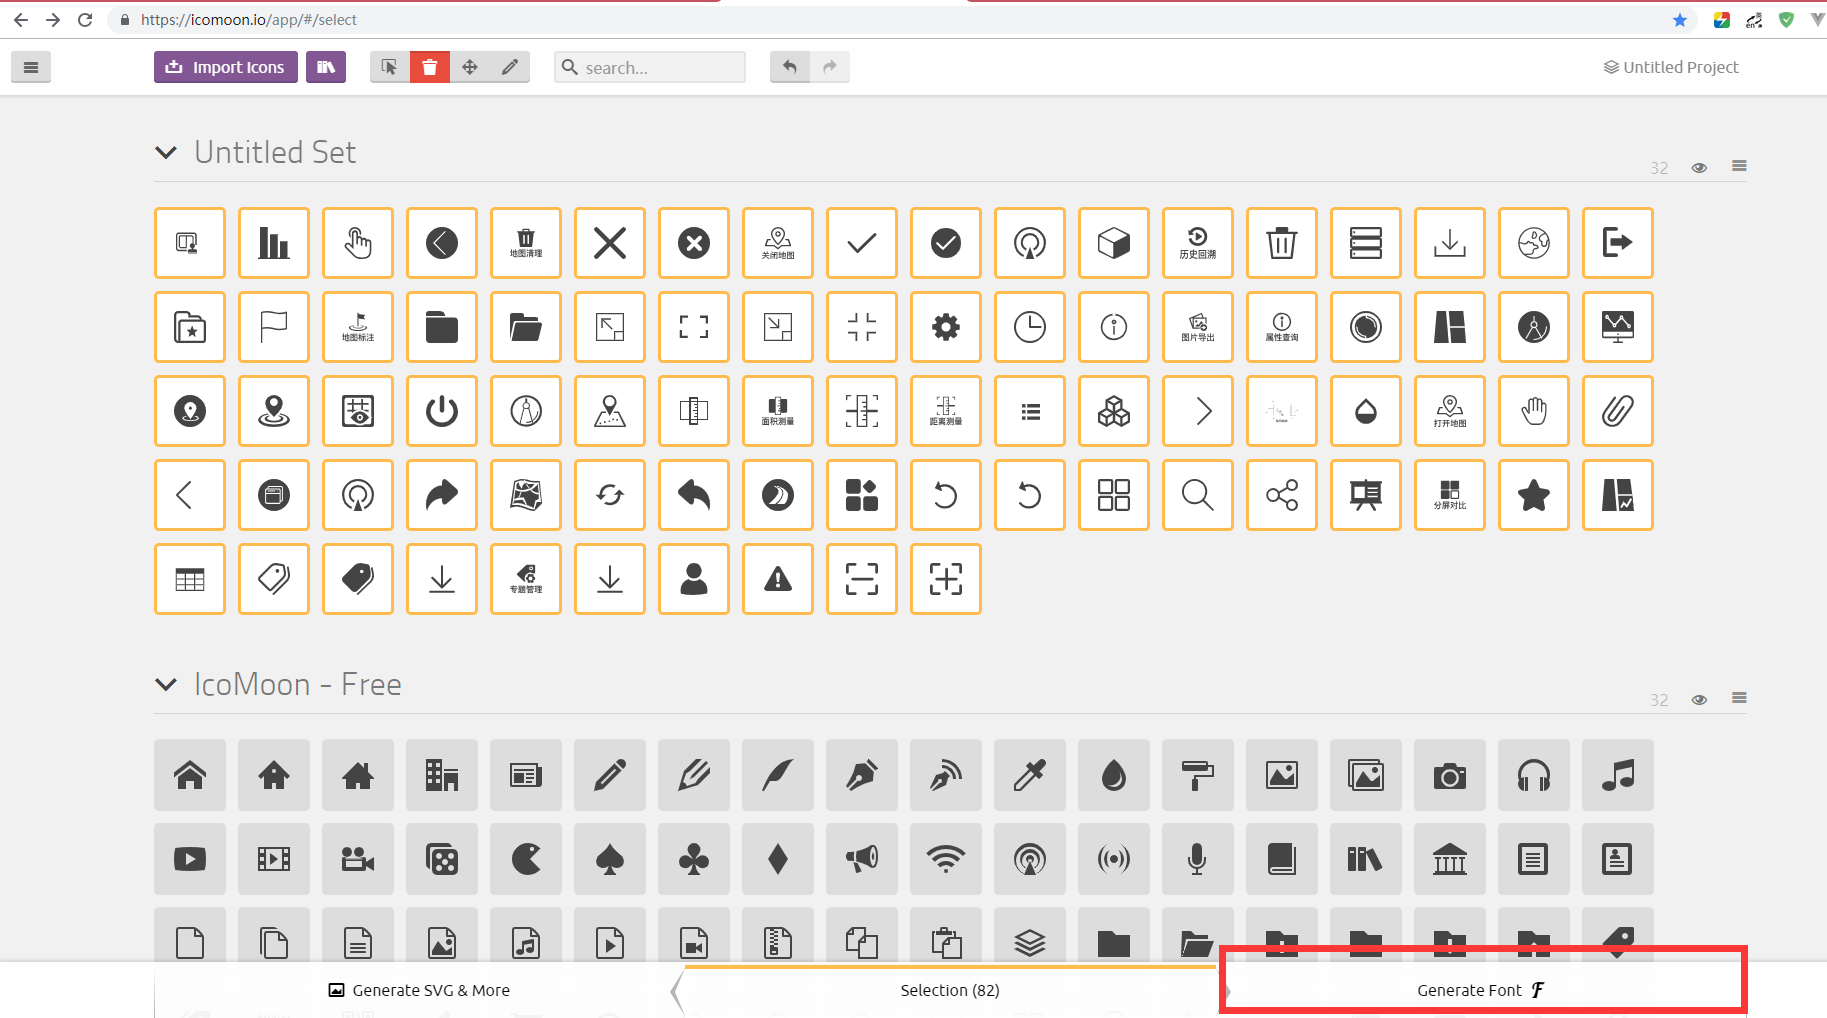 https://icomoon.io/app/#/select
en
Import Icons
search...
Untitled Project
Untitled Set
32
地图清理
关闭地图
历史回溯
地图标注
图片导出
属性查询
面积测量
距离测量
打开地图
分屏对比
专题管理
IcoMoon - Free
32
Generate SVG & More
Selection (82)
Generate Font